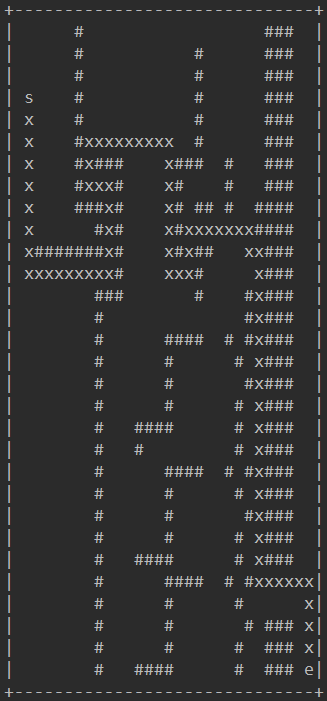 +------------------------------+
|      #                  ###  |
|      #           #      ###  |
|      #           #      ###  |
| s    #           #      ###  |
| x    #           #      ###  |
| x    #xxxxxxxxx  #      ###  |
| x    #x###    x###  #   ###  |
| x    #xxx#    x#    #   ###  |
| x    ###x#    x# ## #  ####  |
| x      #x#    x#xxxxxxx####  |
| x#######x#    x#x##   xx###  |
| xxxxxxxxx#    xxx#     x###  |
|        ###       #    #x###  |
|        #              #x###  |
|        #      ####  # #x###  |
|        #      #      # x###  |
|        #      #       #x###  |
|        #      #      # x###  |
|        #   ####      # x###  |
|        #   #         # x###  |
|        #      ####  # #x###  |
|        #      #      # x###  |
|        #      #       #x###  |
|        #      #      # x###  |
|        #   ####      # x###  |
|        #      ####  # #xxxxxx|
|        #      #      #      x|
|        #      #       # ### x|
|        #      #      #  ### x|
|        #   ####      #  ### e|
+------------------------------+